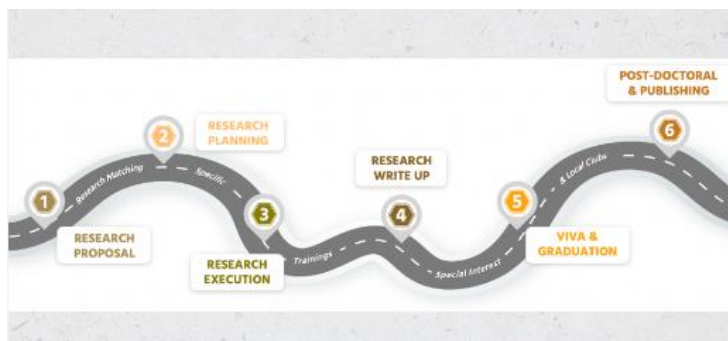 1
RESEARCH
PROPOSAL
Research Matching
2
RESEARCH
PLANNING
Specific
3
RESEARCH
EXECUTION
Trainings
RESEARCH
WRITE UP
4
Special Interest
5
VIVA &
GRADUATION
& Local Clubs
POST-DOCTORAL
& PUBLISHING
6